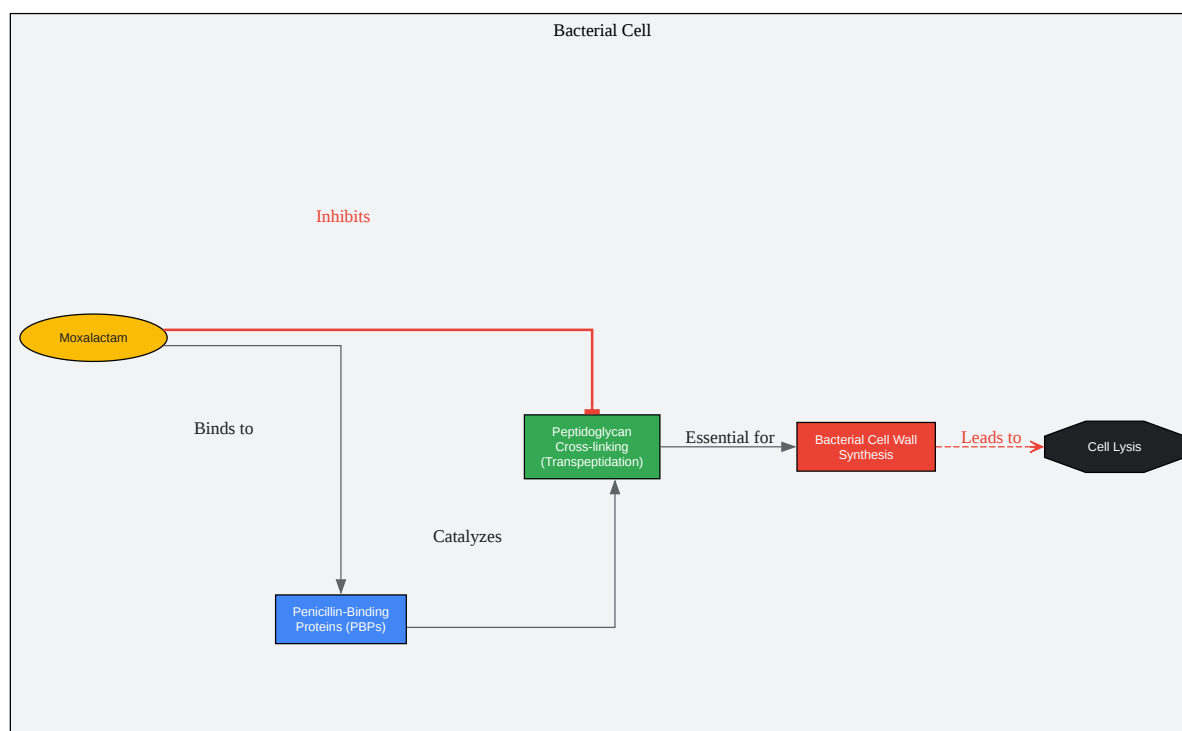 Bacterial Cell
Inhibits
Moxalactam
Binds to
Peptidoglycan
Cross-linking
(Transpeptidation)
Essential for
Bacterial Cell Wall
Synthesis
Leads to
Cell Lysis
Catalyzes
Penicillin-Binding
Proteins (PBPs)